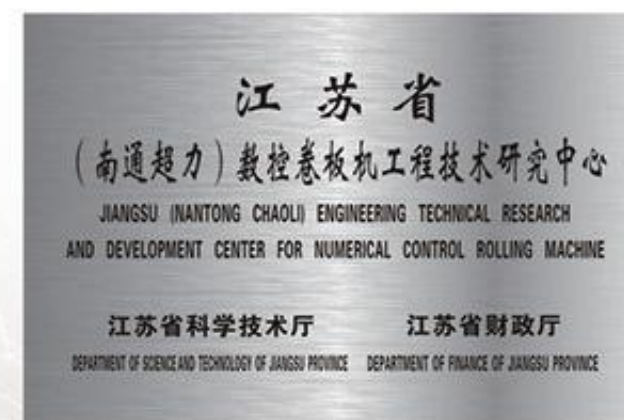 江苏省
（南通超力）数控卷板机工程技术研究中心
JIANGSU (NANTONG CHAOLI) ENGINEERING TECHNICAL RESEARCH
AND DEVELOPMENT CENTER FOR NUMERICAL CONTROL ROLLING MACHINE
江苏省科学技术厅 江苏省财政厅
DEPARTMENT OF SCIENCE AND TECHNOLOGY OF JIANGSU PROVINCE DEPARTMENT OF FINANCE OF JIANGSU PROVINCE